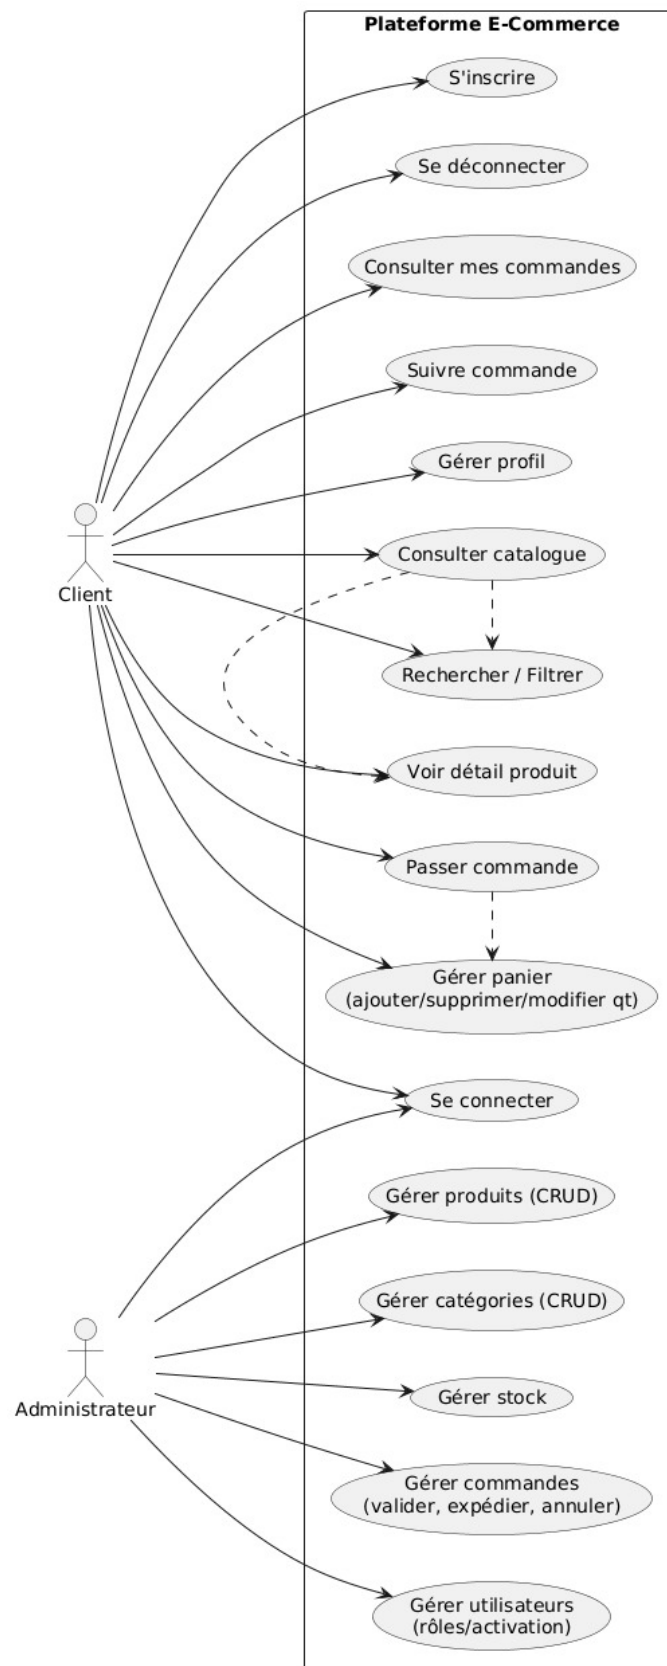 Plateforme E-Commerce
S'inscrire
Se déconnecter
Consulter mes commandes
Suivre commande
Gérer profil
Consulter catalogue
Client
Rechercher / Filtrer
Voir détail produit
Passer commande
Gérer panier
(ajouter/supprimer/modifier qt)
Se connecter
Gérer produits (CRUD)
Gérer catégories (CRUD)
Gérer stock
Administrateur
Gérer commandes
(valider, expédier, annuler)
Gérer utilisateurs
(rôles/activation)